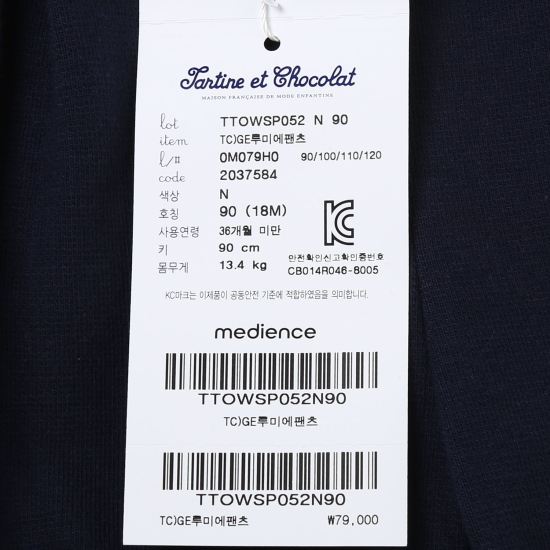 Tartine et Chocolat
MAISON FRANÇAISE DE MODE ENFANTINE
lot TTOWSP052 N 90
item TC)GE루미에팬츠
l/# 0M079H0 90/100/110/120
code 2037584
색상 N
호칭 90 (18M)
사용연령 36개월 미만
키 90 cm
몸무게 13.4 kg
안전확인신고확인증번호
CB014R046-8005
KC마크는 이제품이 공통안전 기준에 적합하였음을 의미합니다.
medience
TTOWSP052N90
TC)GE루미에팬츠
TTOWSP052N90
TC)GE루미에팬츠 ₩79,000